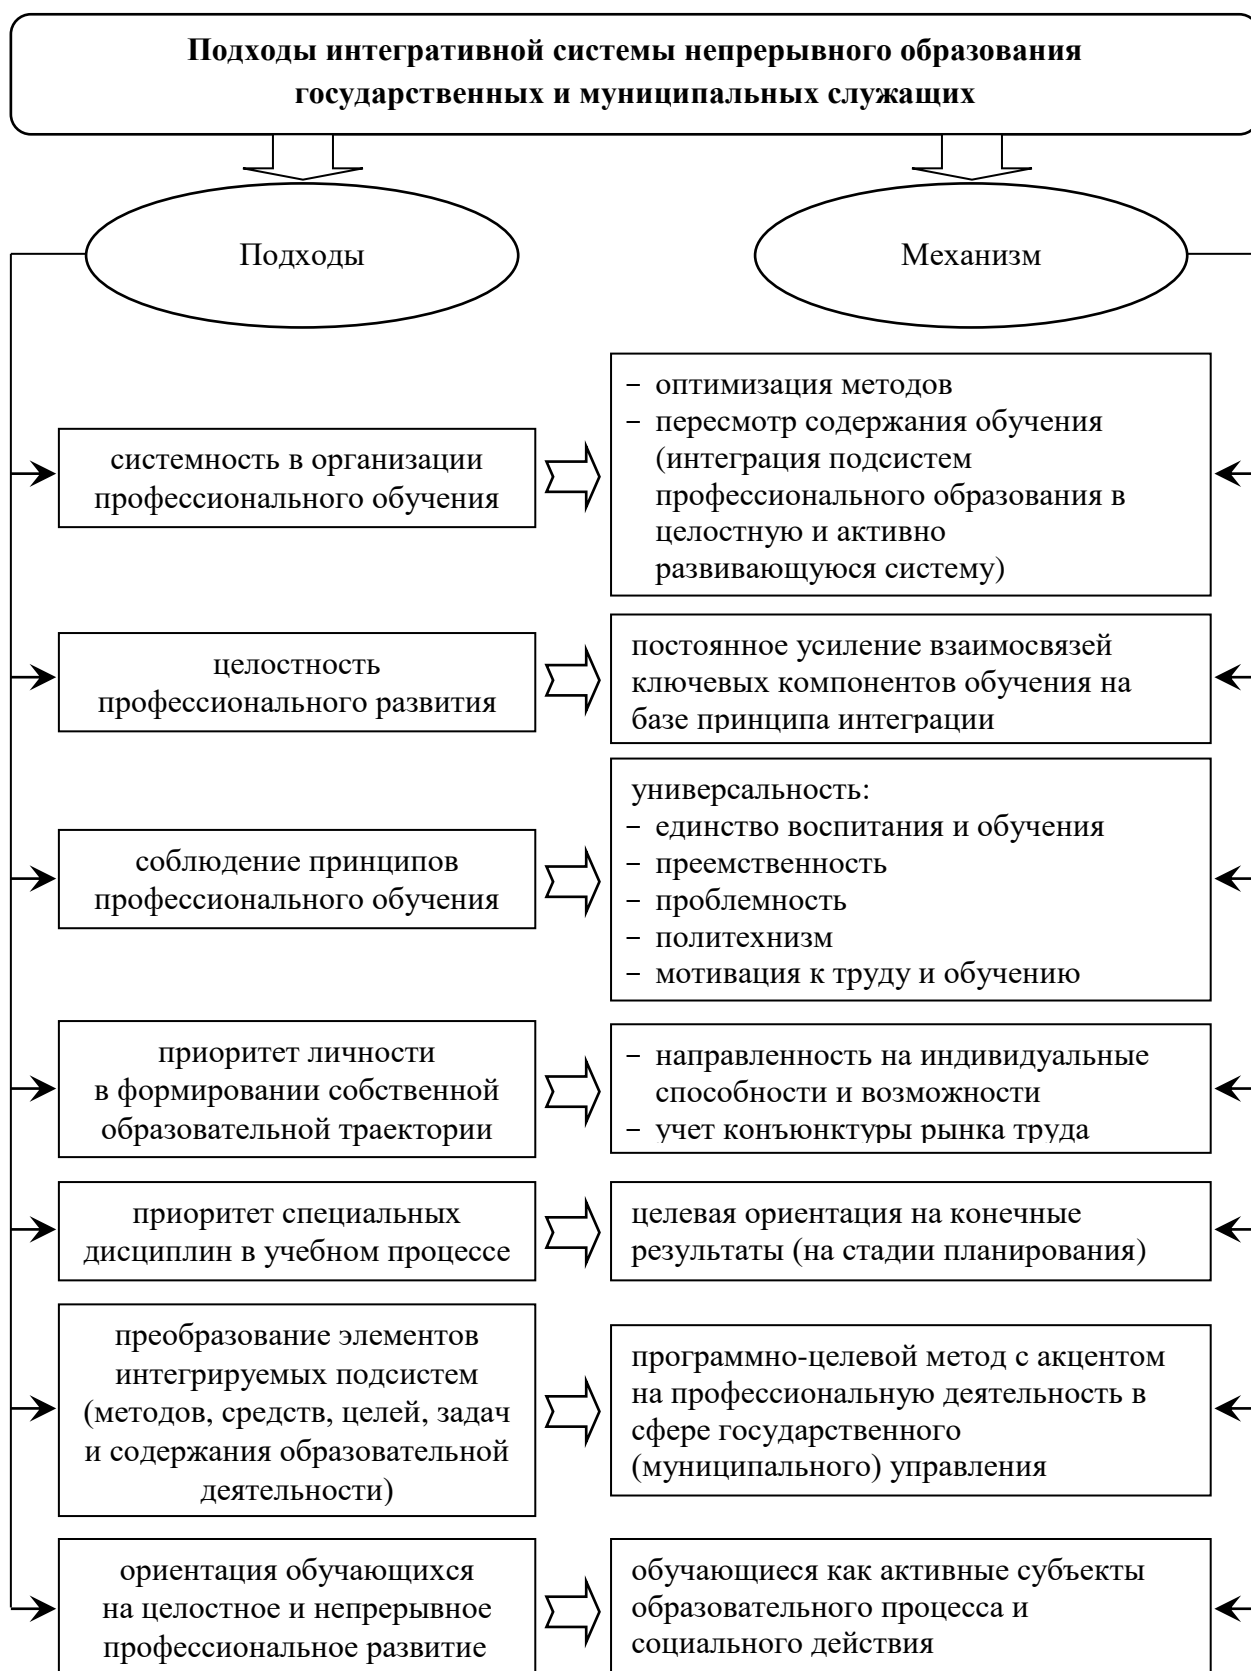 Подходы интегративной системы непрерывного образования
государственных и муниципальных служащих
Подходы
Механизм
системность в организации
профессионального обучения
– оптимизация методов
– пересмотр содержания обучения
(интеграция подсистем
профессионального образования в
целостную и активно
развивающуюся систему)
целостность
профессионального развития
постоянное усиление взаимосвязей
ключевых компонентов обучения на
базе принципа интеграции
соблюдение принципов
профессионального обучения
универсальность:
– единство воспитания и обучения
– преемственность
– проблемность
– политехнизм
– мотивация к труду и обучению
приоритет личности
в формировании собственной
образовательной траектории
– направленность на индивидуальные
способности и возможности
– учет конъюнктуры рынка труда
приоритет специальных
дисциплин в учебном процессе
целевая ориентация на конечные
результаты (на стадии планирования)
преобразование элементов
интегрируемых подсистем
(методов, средств, целей, задач
и содержания образовательной
деятельности)
программно-целевой метод с акцентом
на профессиональную деятельность в
сфере государственного
(муниципального) управления
ориентация обучающихся
на целостное и непрерывное
профессиональное развитие
обучающиеся как активные субъекты
образовательного процесса и
социального действия